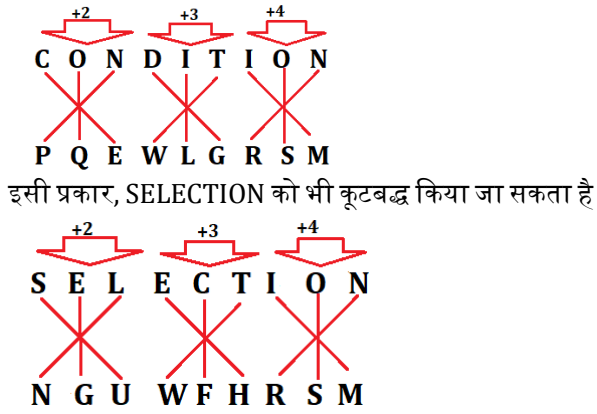 +2 +3 +4
C O N D I T I O N
P Q E W L G R S M
इसी प्रकार, SELECTION को भी कूटबद्ध किया जा सकता है
+2 +3 +4
S E L E C T I O N
N G U W F H R S M